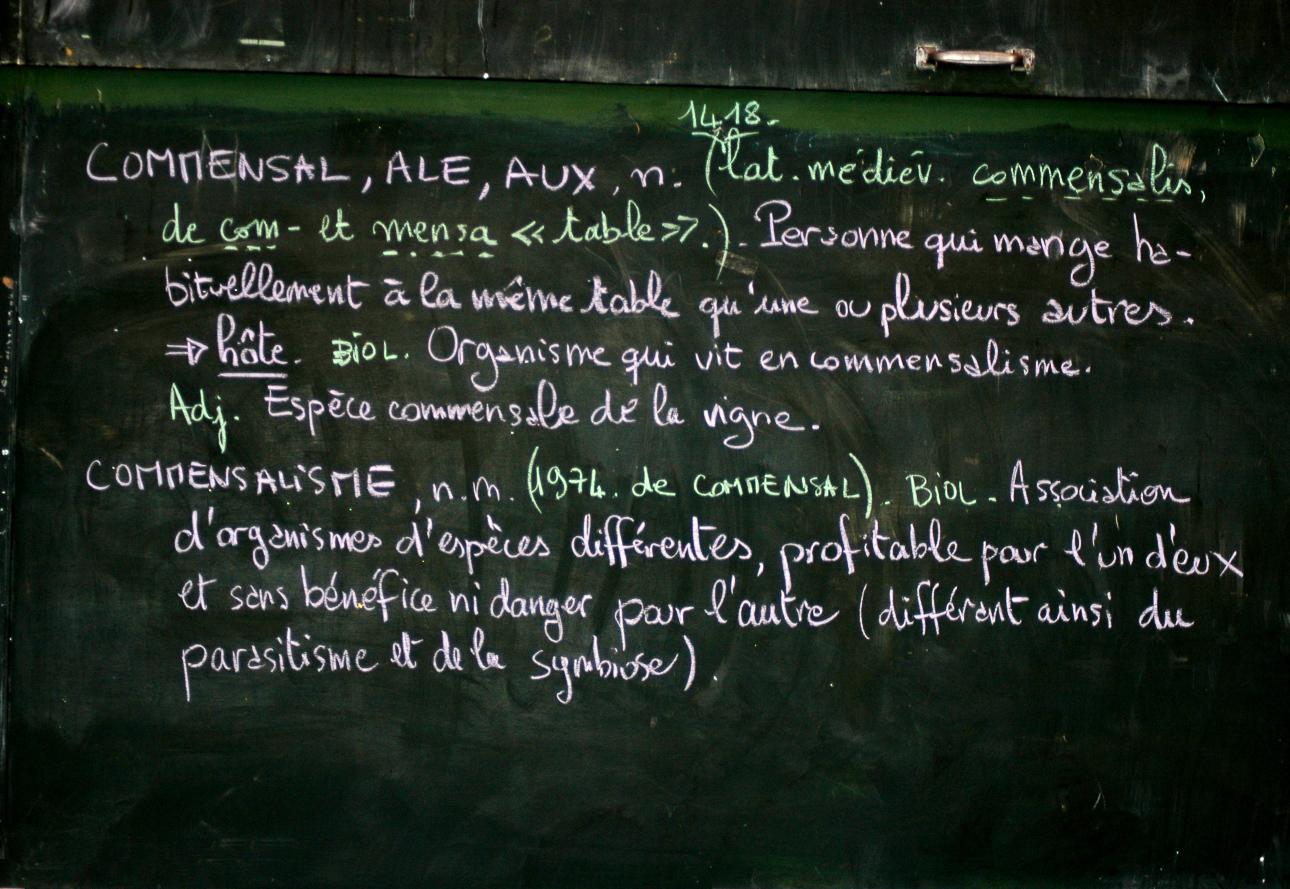 1418.
COMMENSAL, ALE, AUX, n. (lat. médiév. commensalis,
de com- et mensa « table ».). Personne qui mange ha-
bituellement à la même table qu'une ou plusieurs autres.
⇒ hôte. BIOL. Organisme qui vit en commensalisme.
Adj. Espèce commensale de la vigne.
COMMENSALISME, n.m. (1974. de COMMENSAL). BIOL. Association
d'organismes d'espèces différentes, profitable pour l'un d'eux
et sans bénéfice ni danger pour l'autre (différant ainsi du
parasitisme et de la symbiose).